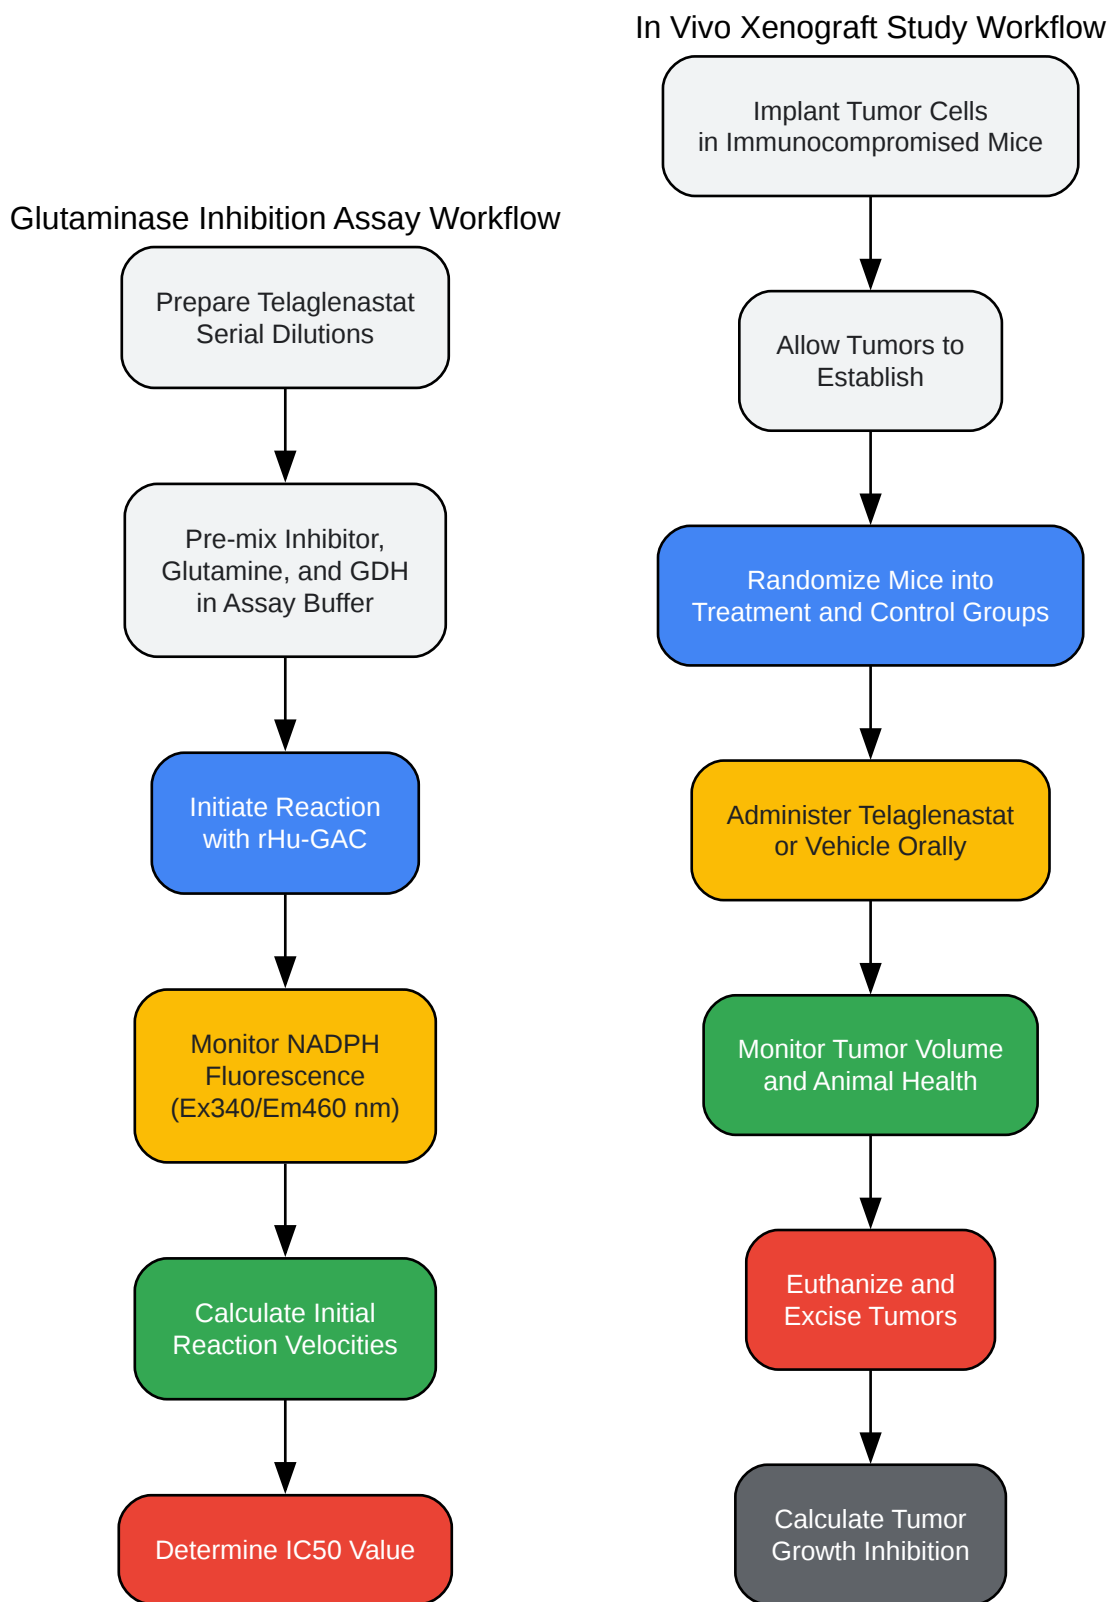 Glutaminase Inhibition Assay Workflow
Prepare Telaglenastat
Serial Dilutions
Pre-mix Inhibitor,
Glutamine, and GDH
in Assay Buffer
Initiate Reaction
with rHu-GAC
Monitor NADPH
Fluorescence
(Ex340/Em460 nm)
Calculate Initial
Reaction Velocities
Determine IC50 Value
In Vivo Xenograft Study Workflow
Implant Tumor Cells
in Immunocompromised Mice
Allow Tumors to
Establish
Randomize Mice into
Treatment and Control Groups
Administer Telaglenastat
or Vehicle Orally
Monitor Tumor Volume
and Animal Health
Euthanize and
Excise Tumors
Calculate Tumor
Growth Inhibition